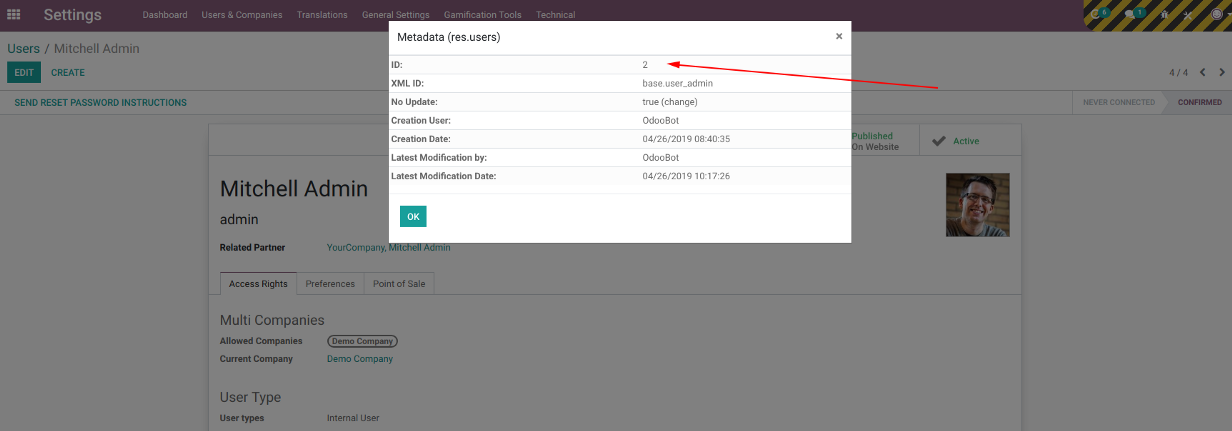 Settings Dashboard Users & Companies Translations General Settings Gamification Tools Technical 6 1
Metadata (res.users) ×
Users / Mitchell Admin
ID: 2
EDIT CREATE 4 / 4
XML ID: base.user_admin
No Update: true (change)
SEND RESET PASSWORD INSTRUCTIONS NEVER CONNECTED CONFIRMED
Creation User: OdooBot
Creation Date: 04/26/2019 08:40:35
Latest Modification by: OdooBot
Latest Modification Date: 04/26/2019 10:17:26
OK
Published
On Website
Active
Mitchell Admin
admin
Related Partner YourCompany, Mitchell Admin
Access Rights Preferences Point of Sale
Multi Companies
Allowed Companies Demo Company
Current Company Demo Company
User Type
User types Internal User